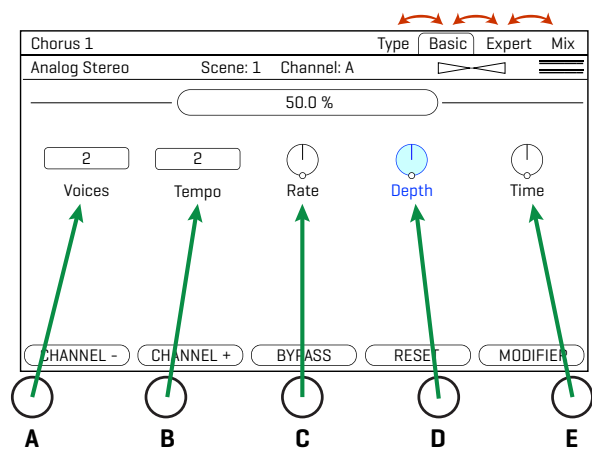 Chorus 1 Type Basic Expert Mix
Analog Stereo Scene: 1 Channel: A
50.0 %
2 2
Voices Tempo Rate Depth Time
CHANNEL - CHANNEL + BYPASS RESET MODIFIER
A B C D E